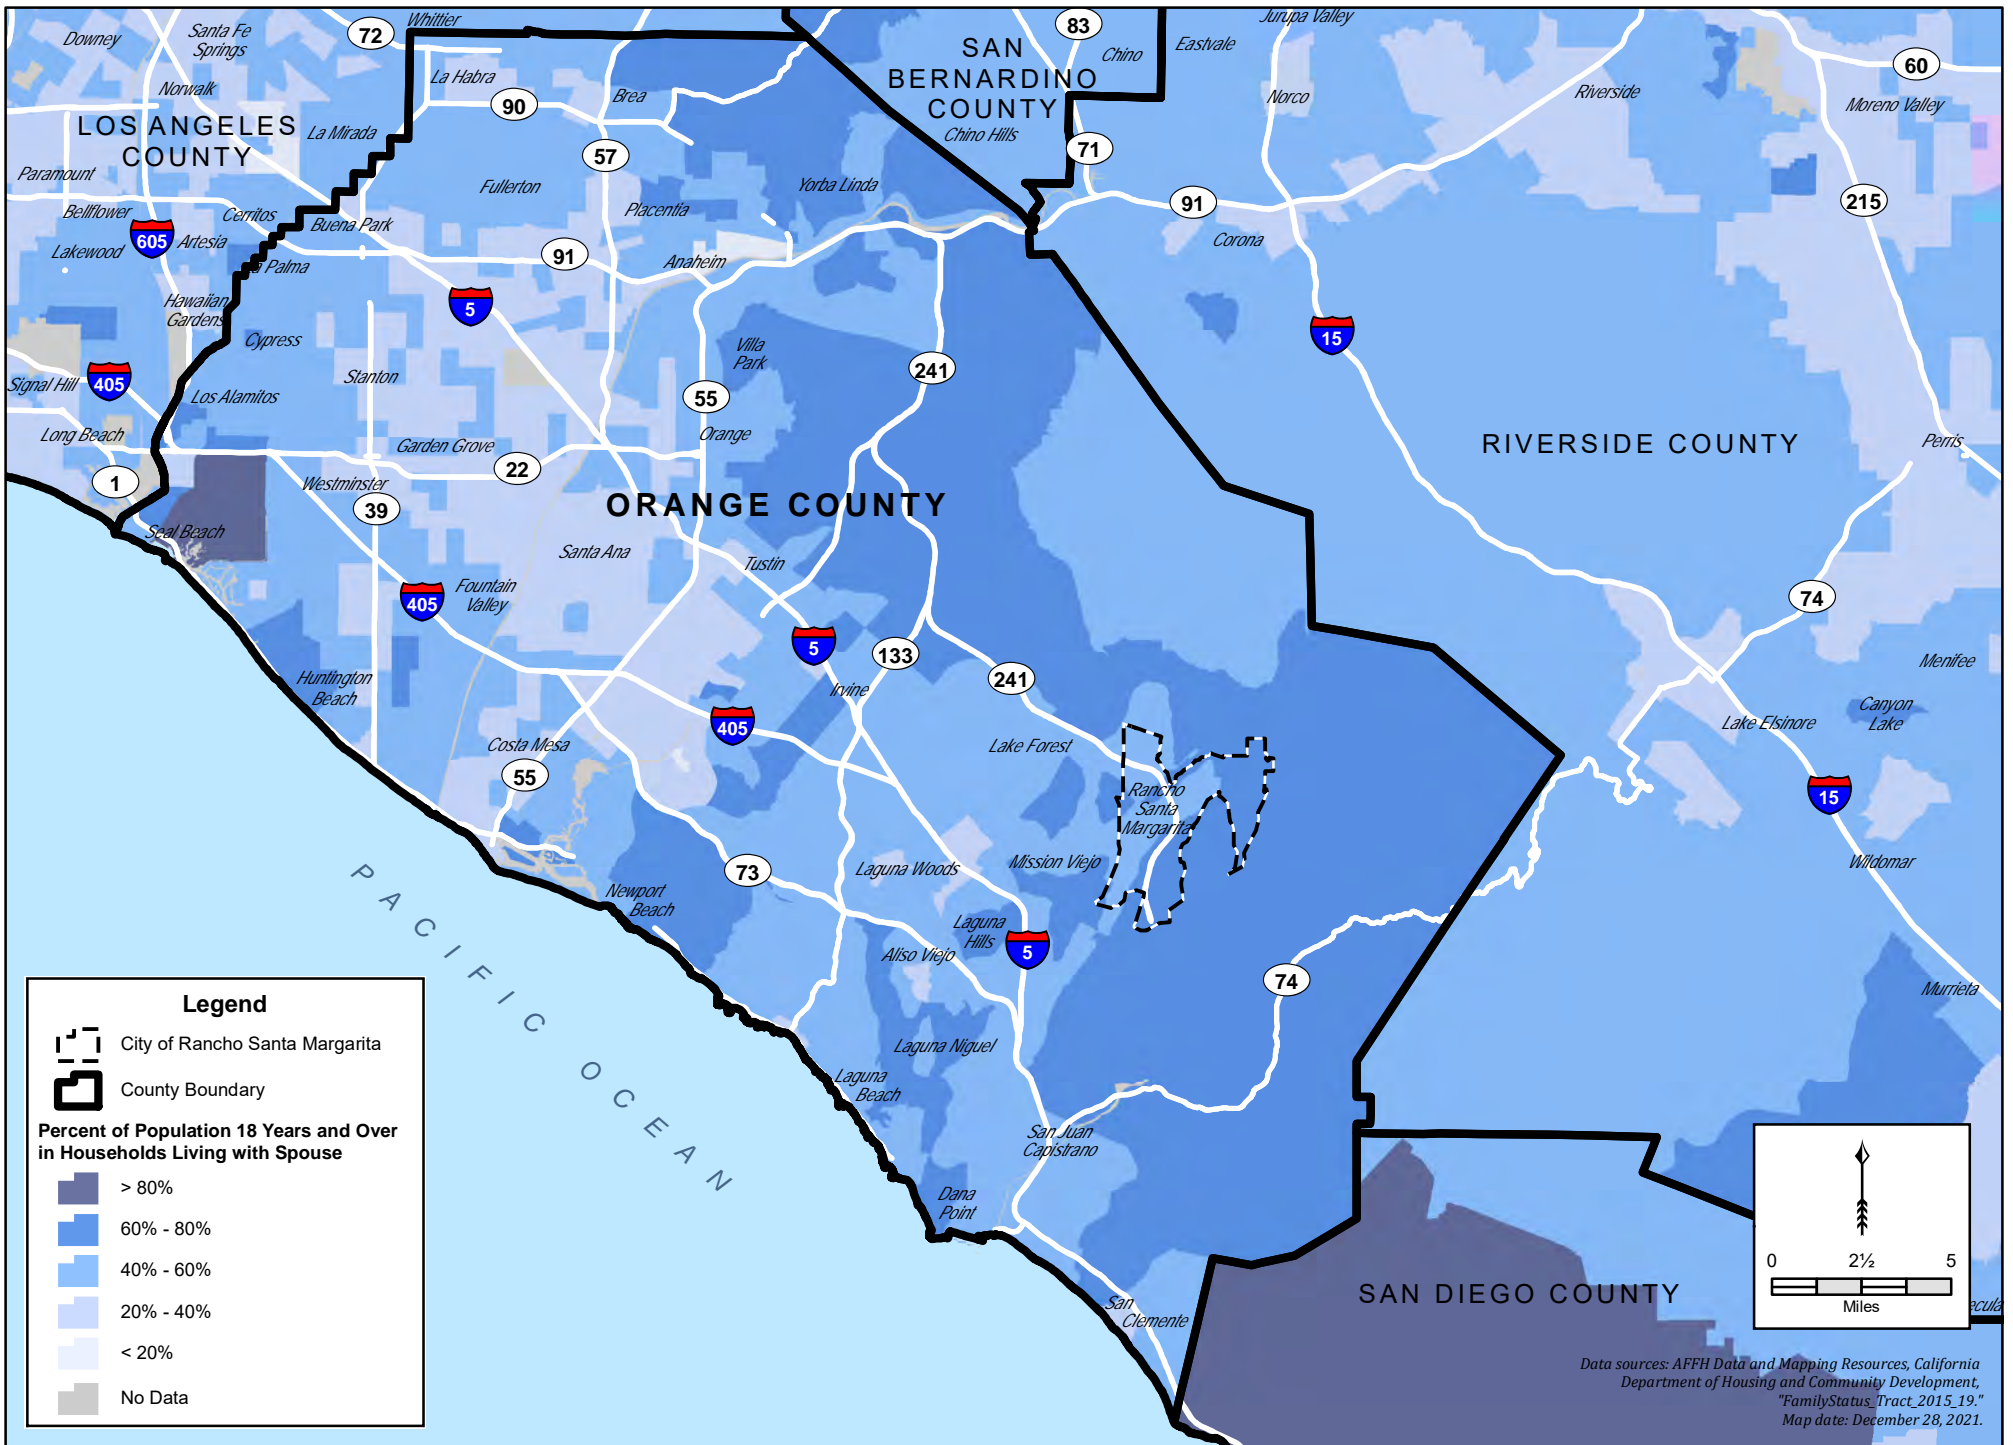 Whittier
72
Downey
Santa Fe
Springs
Norwalk
La Habra
90
Brea
SAN
BERNARDINO
COUNTY
83
Chino
Eastvale
Jurupa Valley
60
Norco
Riverside
Moreno Valley
LOS ANGELES
COUNTY
La Mirada
57
Chino Hills
71
Paramount
Fullerton
Yorba Linda
Bellflower
Cerritos
Buena Park
Placentia
91
215
605
Artesia
Lakewood
La Palma
91
Anaheim
Corona
Hawaiian
Gardens
5
15
Cypress
Villa
Park
241
Signal Hill
405
Stanton
Los Alamitos
55
Long Beach
Garden Grove
Orange
22
RIVERSIDE COUNTY
Perris
1
Westminster
39
ORANGE COUNTY
Seal Beach
Santa Ana
Tustin
405
Fountain
Valley
74
5
133
Irvine
241
Huntington
Beach
Menifee
Canyon
Lake
Lake Elsinore
405
Costa Mesa
55
Lake Forest
Rancho
Santa
Margarita
15
73
Laguna Woods
Mission Viejo
Wildomar
Newport
Beach
Laguna
Hills
5
Aliso Viejo
74
Murrieta
PACIFIC OCEAN
Laguna Niguel
Laguna
Beach
San Juan
Capistrano
Dana
Point
San
Clemente
SAN DIEGO COUNTY
Legend
City of Rancho Santa Margarita
County Boundary
Percent of Population 18 Years and Over
in Households Living with Spouse
> 80%
60% - 80%
40% - 60%
20% - 40%
< 20%
No Data
0 2½ 5
Miles
ecula
Data sources: AFFH Data and Mapping Resources, California
Department of Housing and Community Development,
"FamilyStatus_Tract_2015_19."
Map date: December 28, 2021.